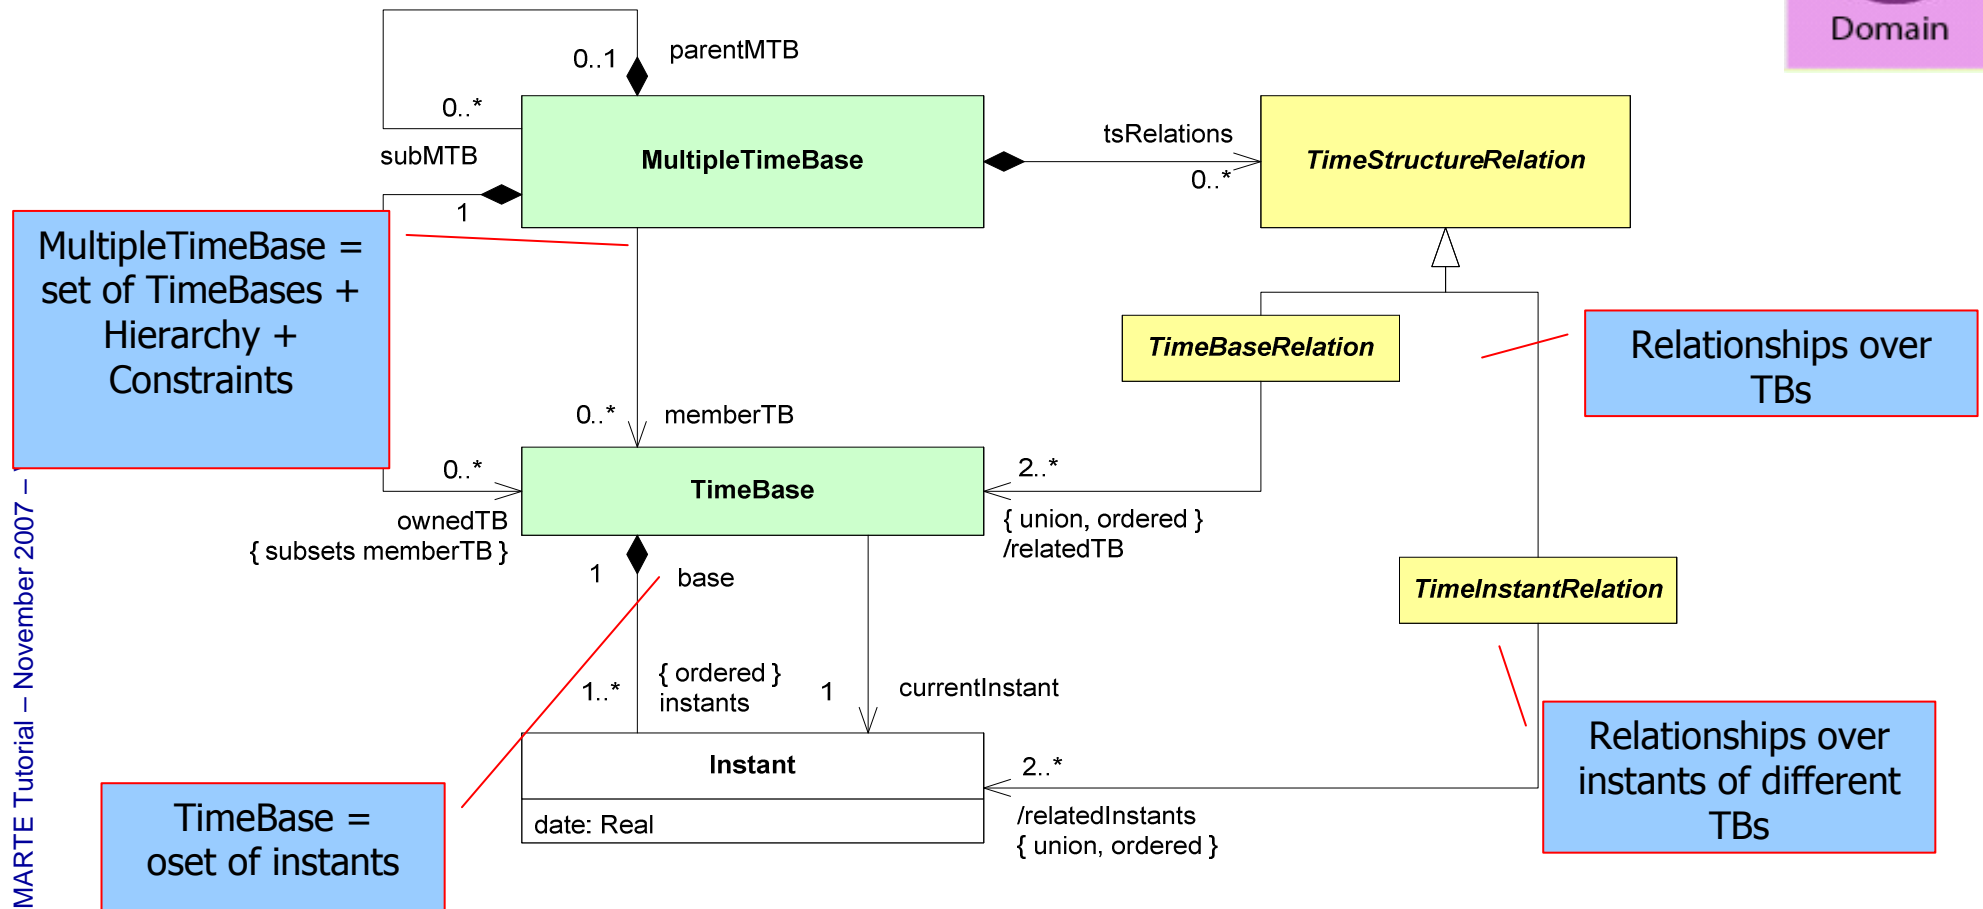 Domain
parentMTB
0..1
0..*
subMTB
MultipleTimeBase
tsRelations
0..*
TimeStructureRelation
1
MultipleTimeBase =
set of TimeBases +
Hierarchy +
Constraints
TimeBaseRelation
Relationships over
TBs
0..*
memberTB
0..*
ownedTB
{ subsets memberTB }
TimeBase
2..*
{ union, ordered }
/relatedTB
1
base
TimeInstantRelation
{ ordered }
1..*
instants
1
currentInstant
Instant
date: Real
2..*
/relatedInstants
{ union, ordered }
Relationships over
instants of different
TBs
TimeBase =
oset of instants
MARTE Tutorial – November 2007 –